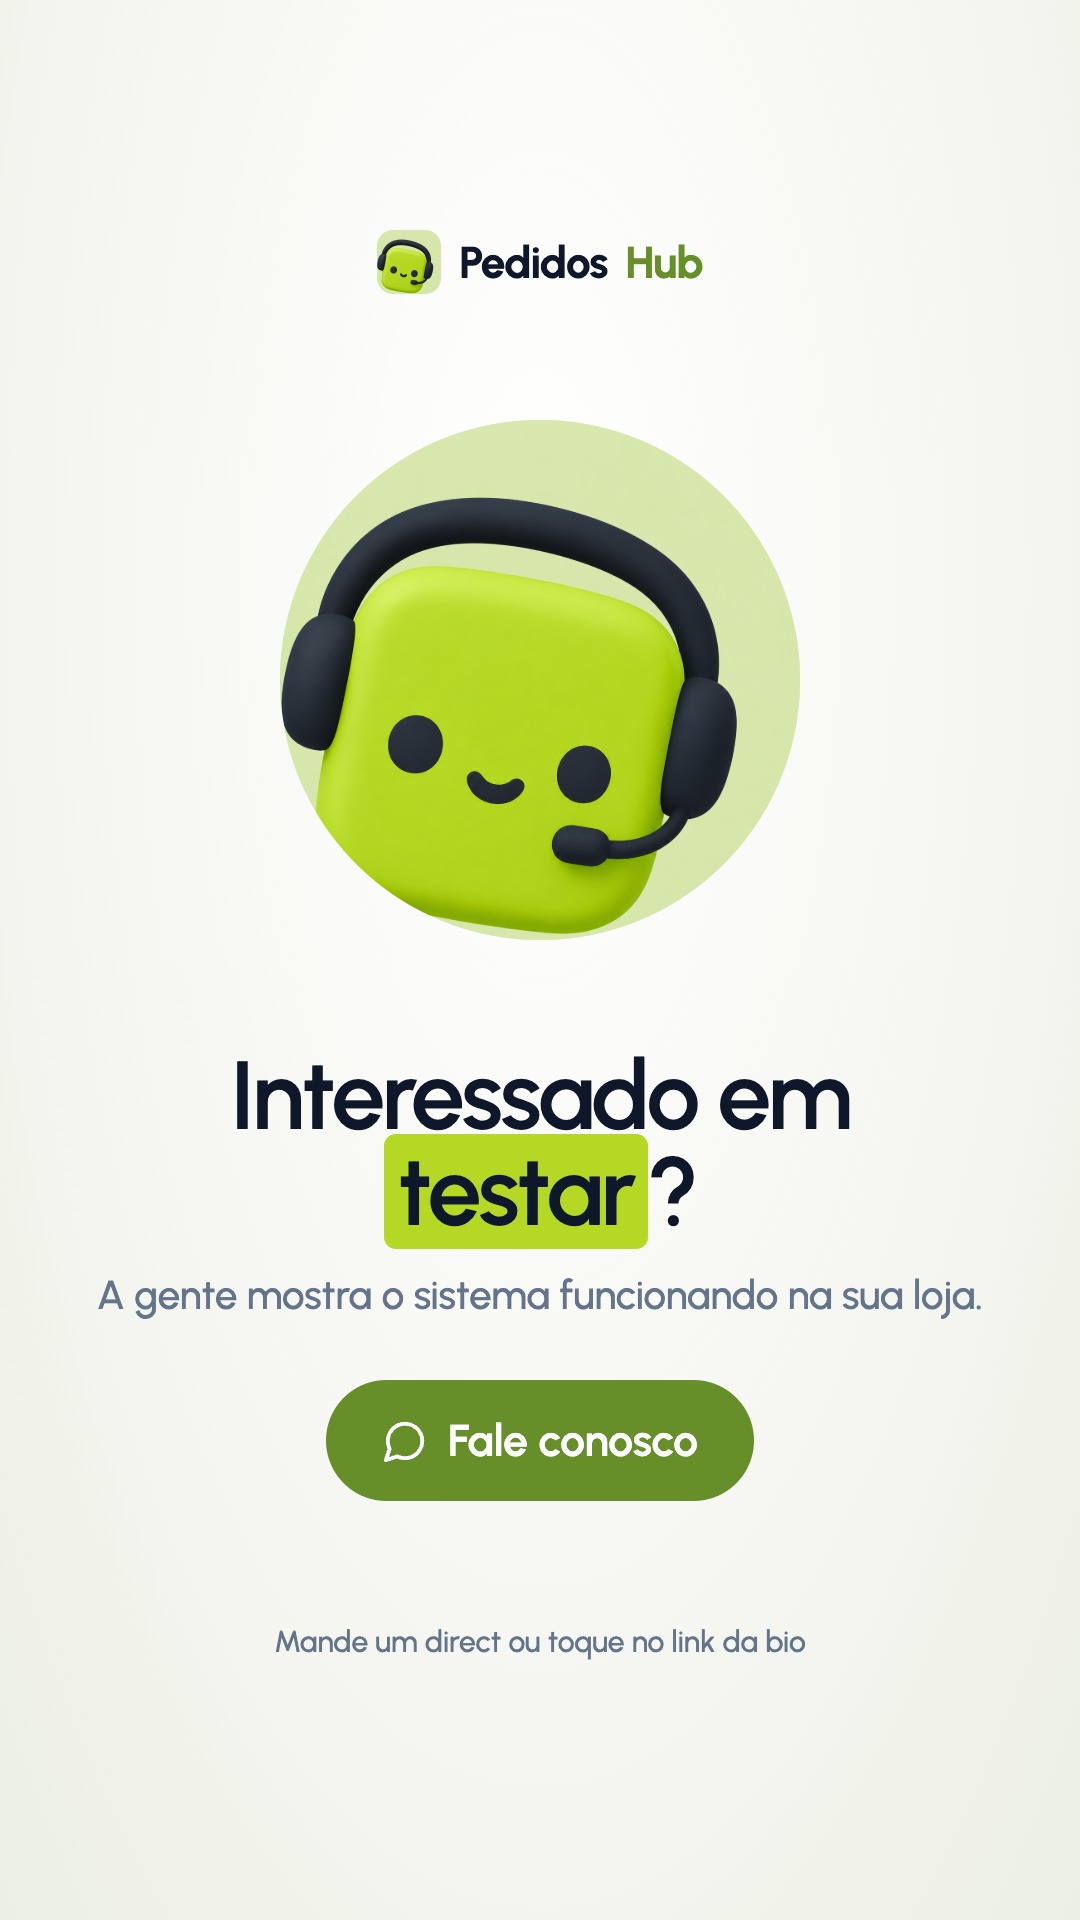 Pedidos Hub
Interessado em
testar?
A gente mostra o sistema funcionando na sua loja.
Fale conosco
Mande um direct ou toque no link da bio